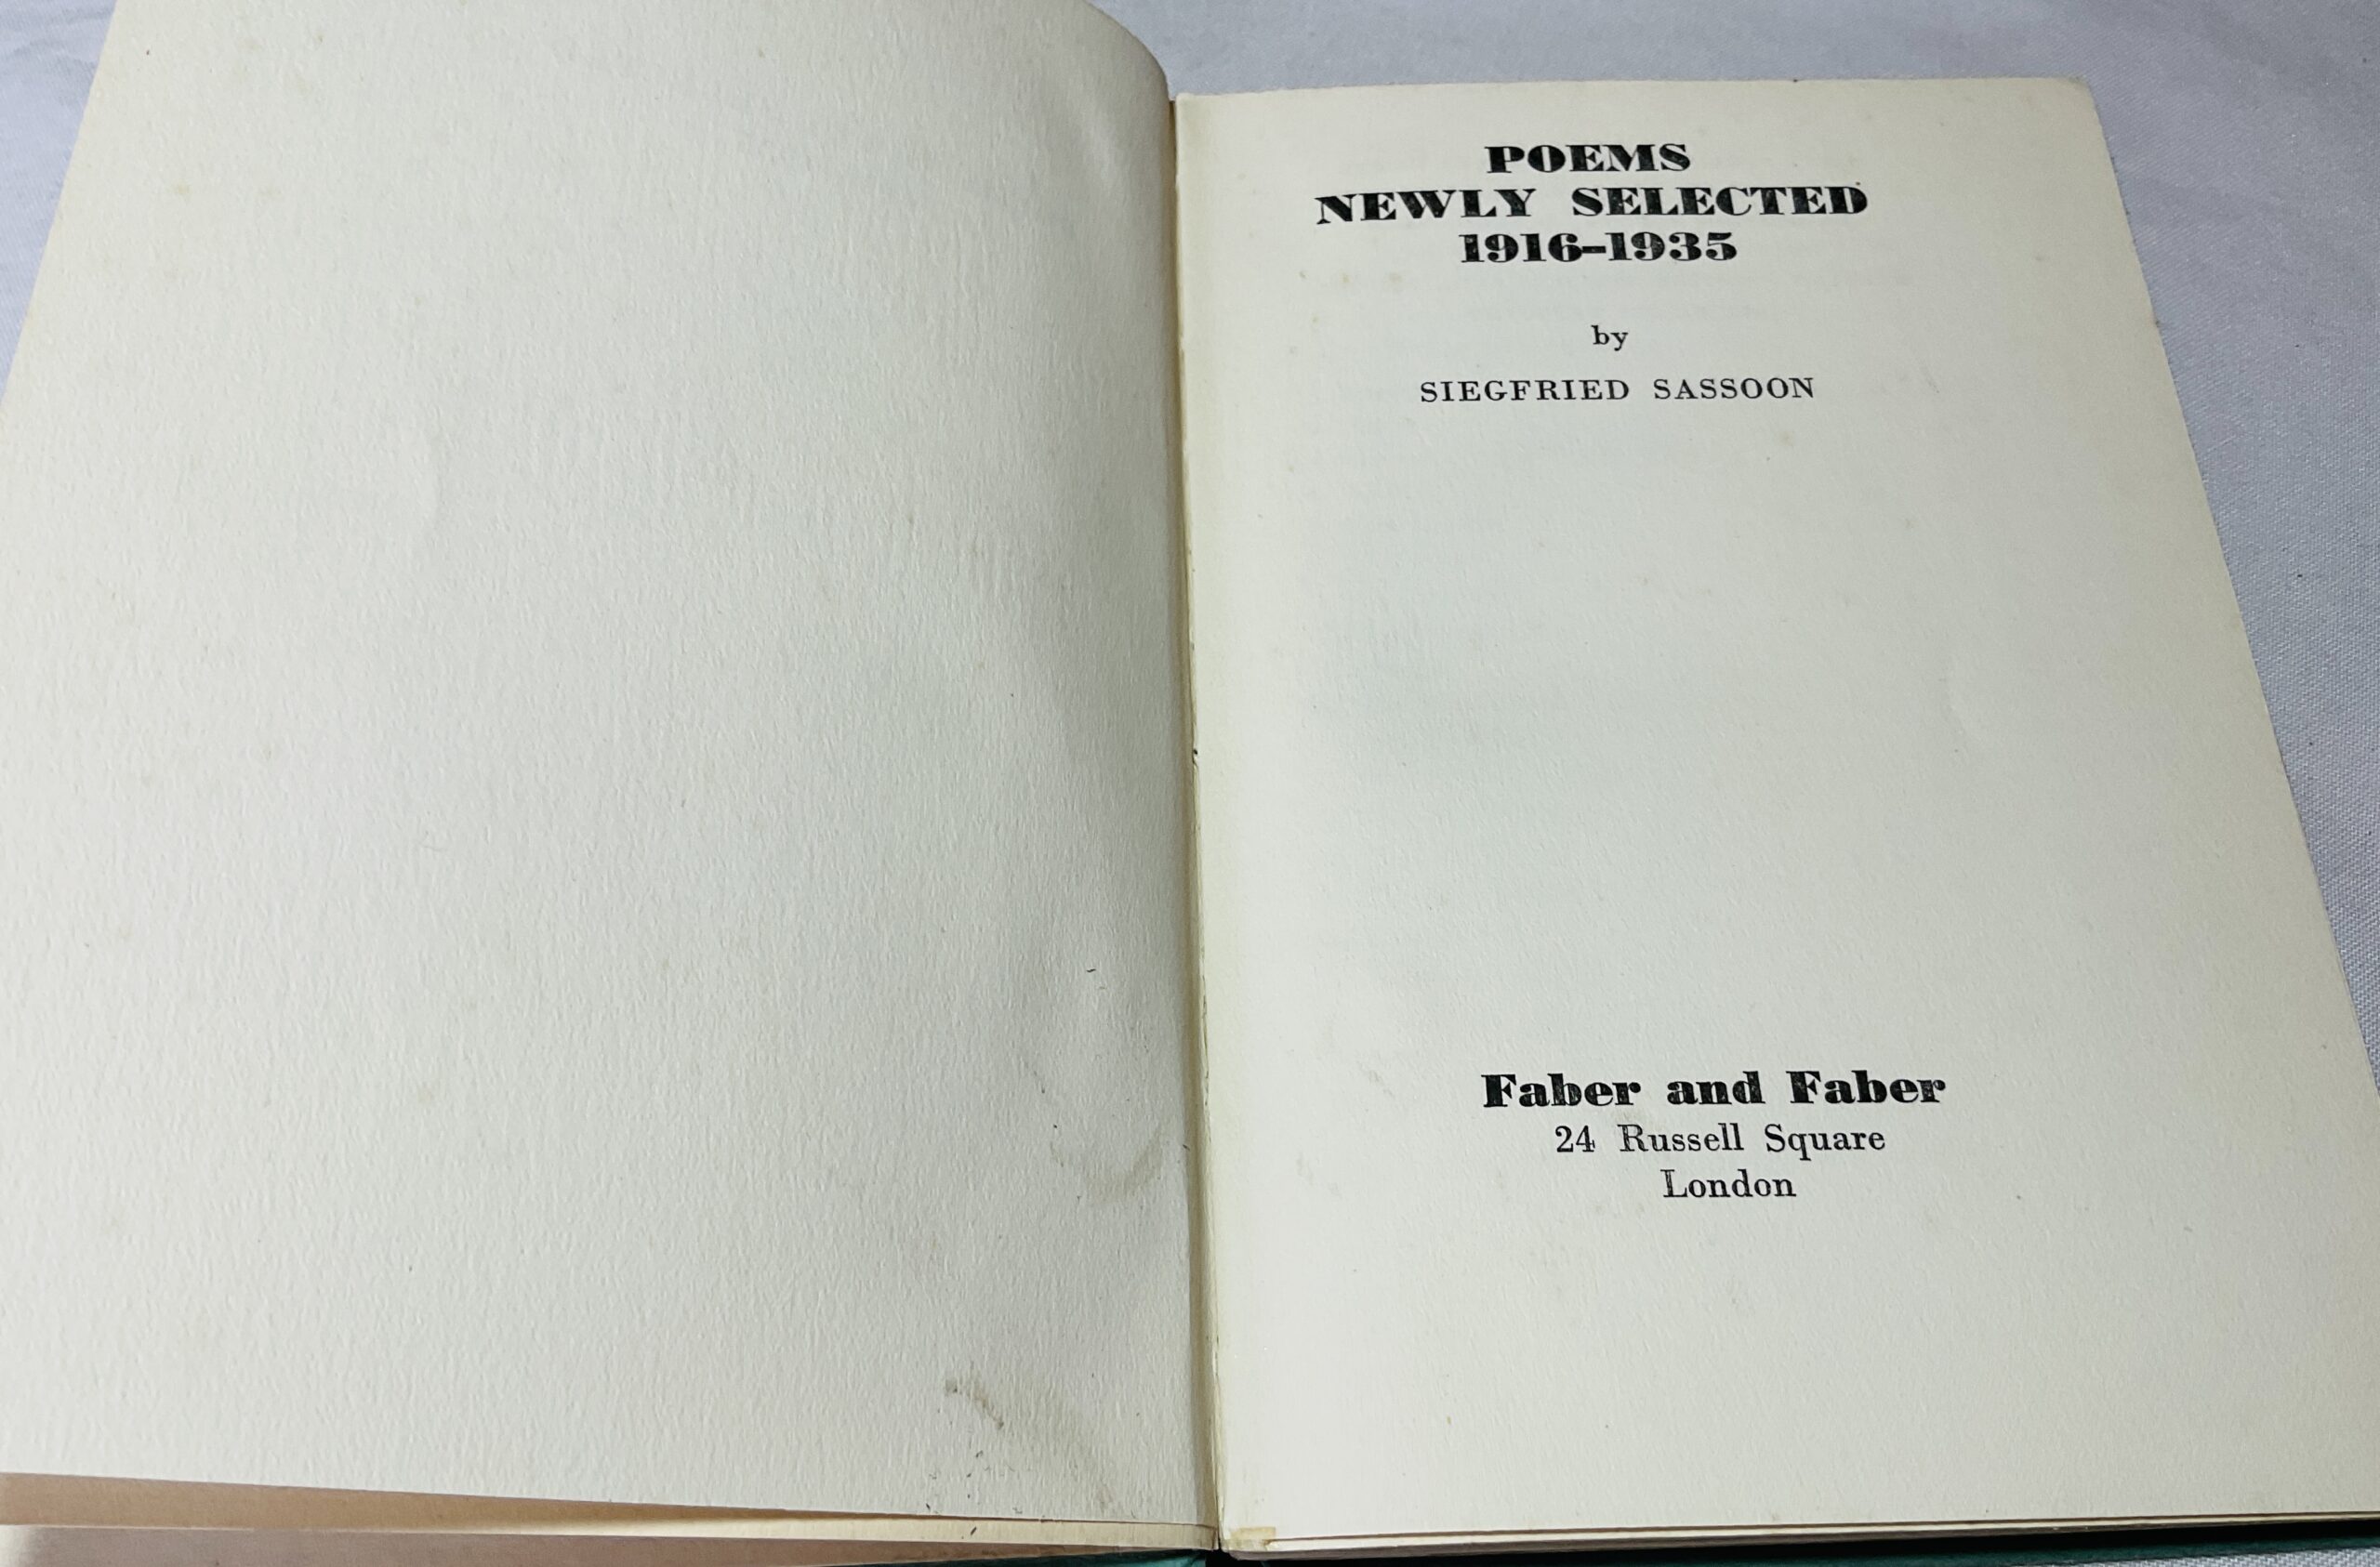 POEMS
NEWLY SELECTED
1916–1935
by
SIEGFRIED SASSOON
Faber and Faber
24 Russell Square
London